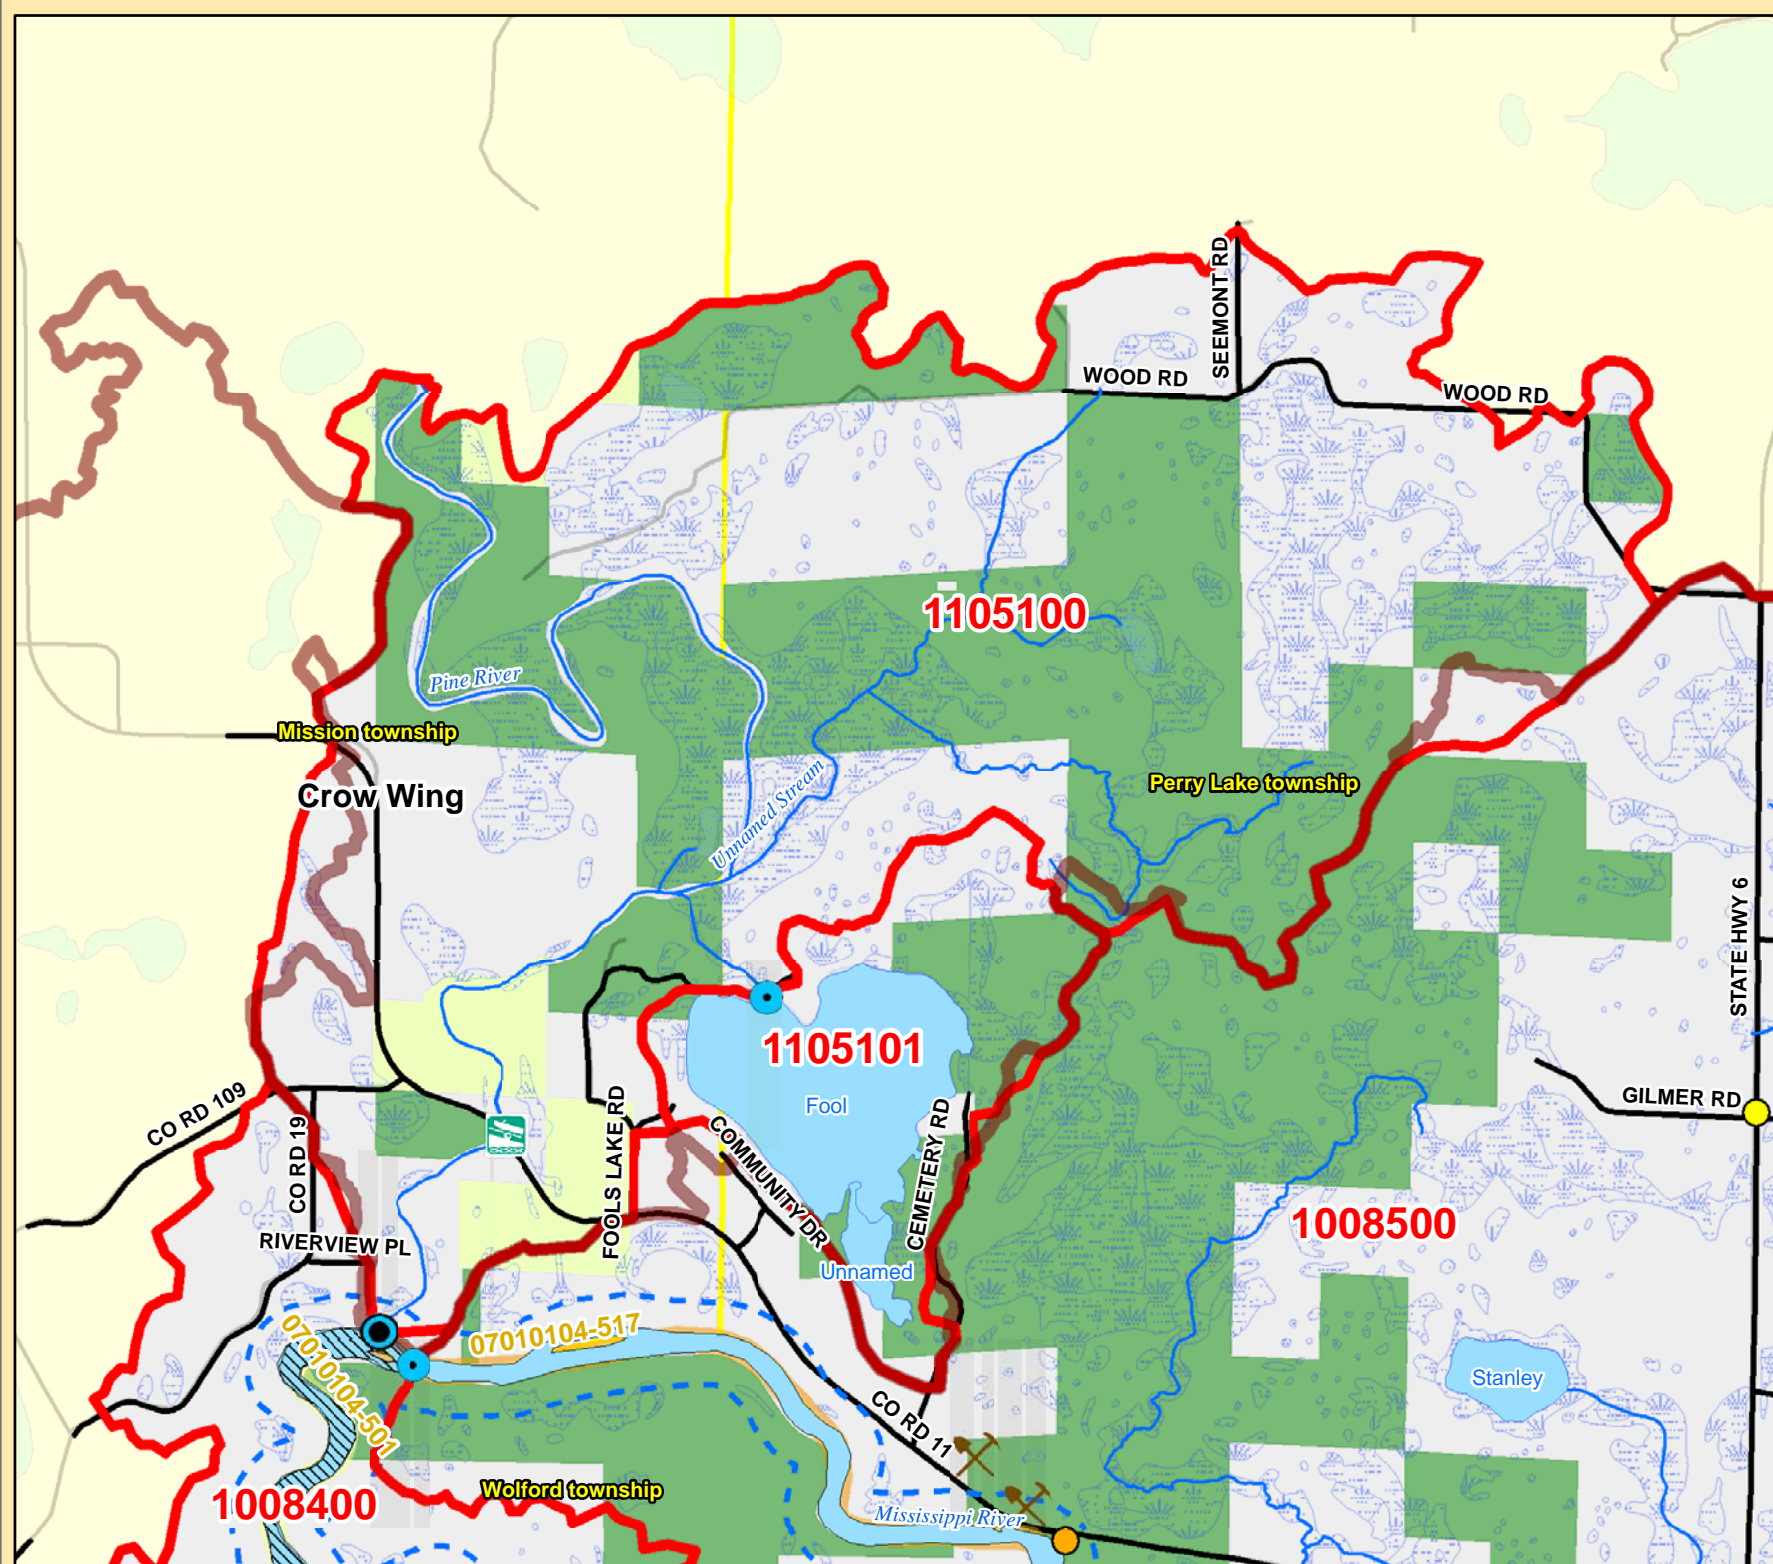 SEEMONT RD
WOOD RD
WOOD RD
1105100
Pine River
Mission township
Unnamed Stream
Perry Lake township
Crow Wing
STATE HWY 6
1105101
GILMER RD
CO RD 109
Fool
CO RD 19
FOOLS LAKE RD
COMMUNITY DR
CEMETERY RD
1008500
RIVERVIEW PL
Unnamed
07010104-517
07010104-501
Stanley
CO RD 11
Wolford township
1008400
Mississippi River